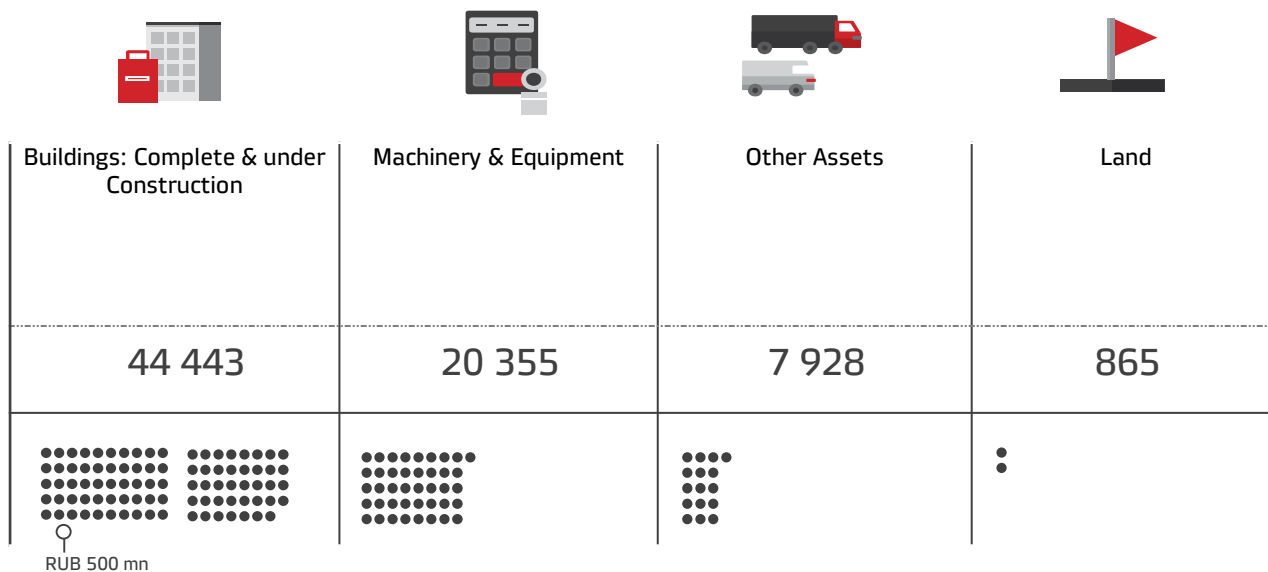 Buildings: Complete & under
Construction
Machinery & Equipment
Other Assets
Land
44 443
20 355
7 928
865
RUB 500 mn